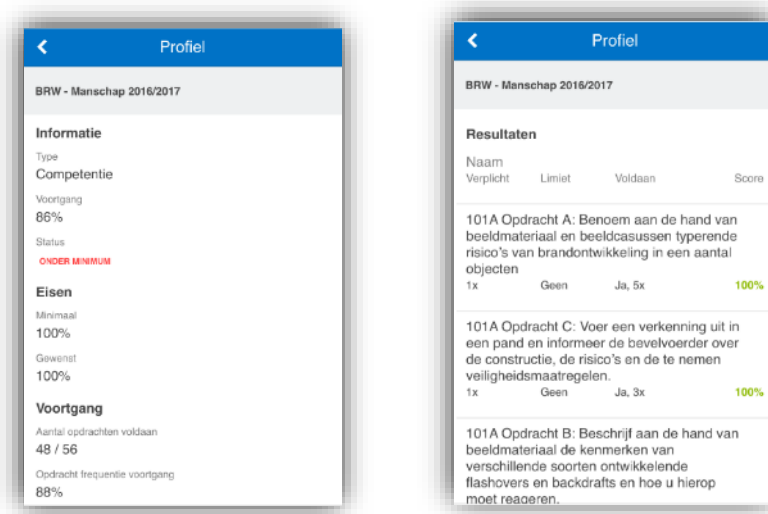 Profiel
BRW - Manschap 2016/2017
Informatie
Type
Competentie
Voortgang
86%
Status
ONDER MINIMUM
Eisen
Minimaal
100%
Gewenst
100%
Voortgang
Aantal opdrachten voldaan
48 / 56
Opdracht frequentie voortgang
88%
Profiel
BRW - Manschap 2016/2017
Resultaten
Naam
Verplicht Limiet Voldaan Score
101A Opdracht A: Benoem aan de hand van
beeldmateriaal en beeldcasussen typerende
risico's van brandontwikkeling in een aantal
objecten
1x Geen Ja, 5x 100%
101A Opdracht C: Voer een verkenning uit in
een pand en informeer de bevelvoerder over
de constructie, de risico's en de te nemen
veiligheidsmaatregelen.
1x Geen Ja, 3x 100%
101A Opdracht B: Beschrijf aan de hand van
beeldmateriaal de kenmerken van
verschillende soorten ontwikkelende
flashovers en backdrafts en hoe u hierop
moet reageren.